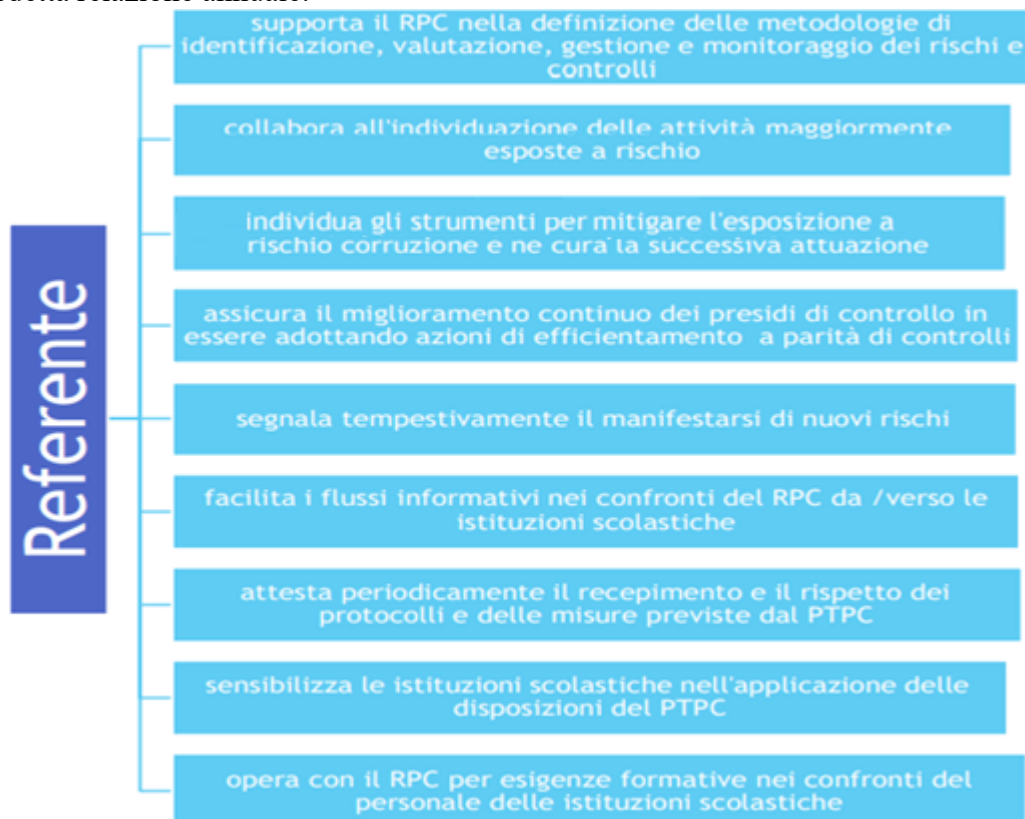 relazione annuale.
supporta il RPC nella definizione delle metodologie di
identificazione, valutazione, gestione e monitoraggio dei rischi e
controlli
collabora all'individuazione delle attività maggiormente
esposte a rischio
individua gli strumenti per mitigare l'esposizione a
rischio corruzione e ne cura la successiva attuazione
assicura il miglioramento continuo dei presidi di controllo in
essere adottando azioni di efficientamento a parità di controlli
Referente
segnala tempestivamente il manifestarsi di nuovi rischi
facilita i flussi informativi nei confronti del RPC da /verso le
istituzioni scolastiche
attesta periodicamente il recepimento e il rispetto dei
protocolli e delle misure previste dal PTPC
sensibilizza le istituzioni scolastiche nell'applicazione delle
disposizioni del PTPC
opera con il RPC per esigenze formative nei confronti del
personale delle istituzioni scolastiche